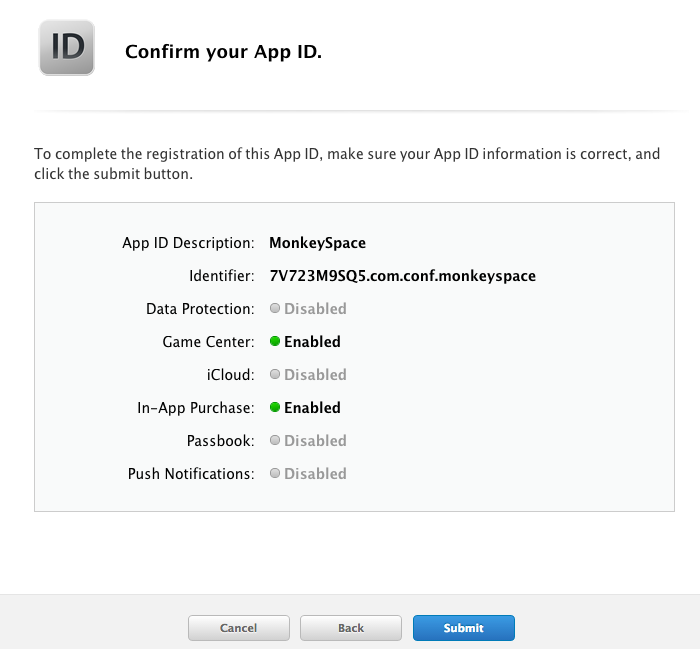 ID
Confirm your App ID.
To complete the registration of this App ID, make sure your App ID information is correct, and
click the submit button.
App ID Description: MonkeySpace
Identifier: 7V723M9SQ5.com.conf.monkeyspace
Data Protection: Disabled
Game Center: Enabled
iCloud: Disabled
In-App Purchase: Enabled
Passbook: Disabled
Push Notifications: Disabled
Cancel Back Submit